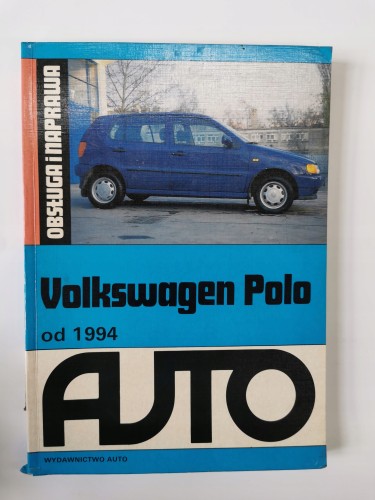 OBSŁUGA i NAPRAWA
Volkswagen Polo
od 1994
AUTO
WYDAWNICTWO AUTO